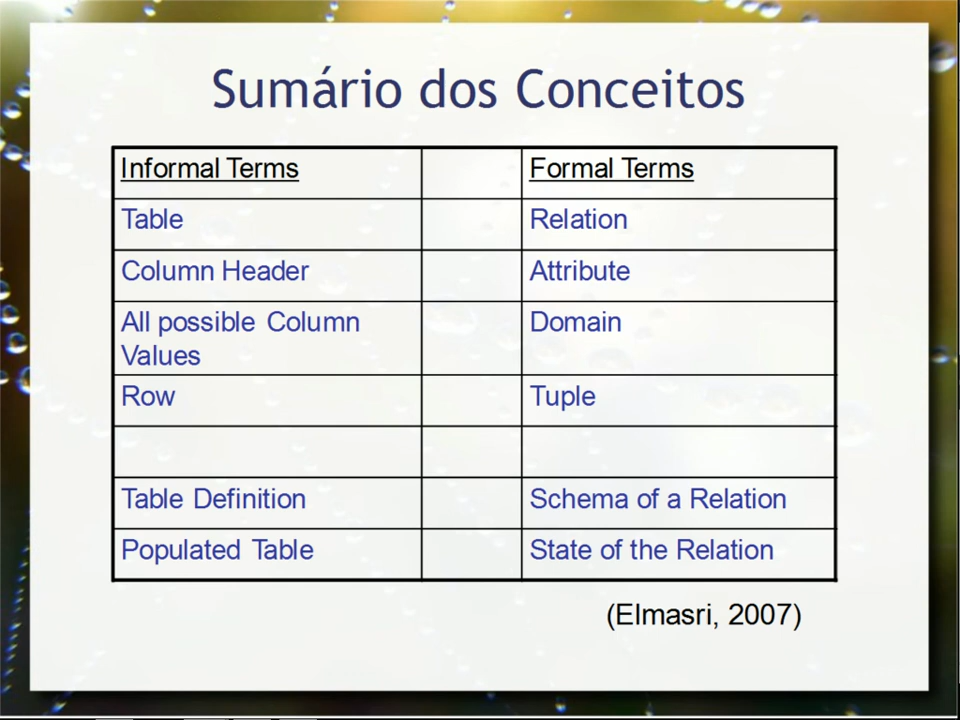 Sumário dos Conceitos
Informal Terms Formal Terms
Table Relation
Column Header Attribute
All possible Column Domain
Values
Row Tuple
Table Definition Schema of a Relation
Populated Table State of the Relation
(Elmasri, 2007)